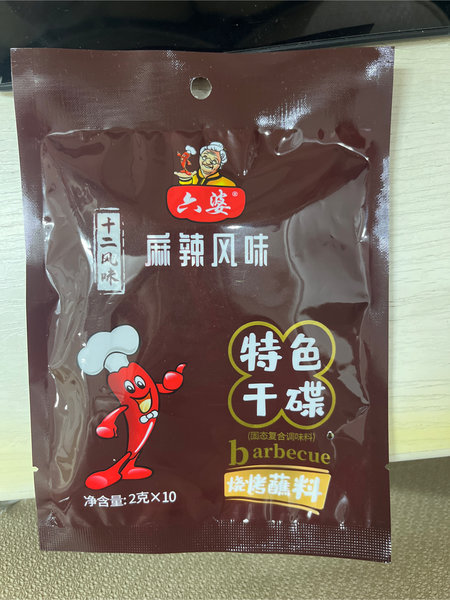 六婆®
十二风味
麻辣风味
特色
干碟
(固态复合调味料)
barbecue
烧烤蘸料
净含量:2克×10